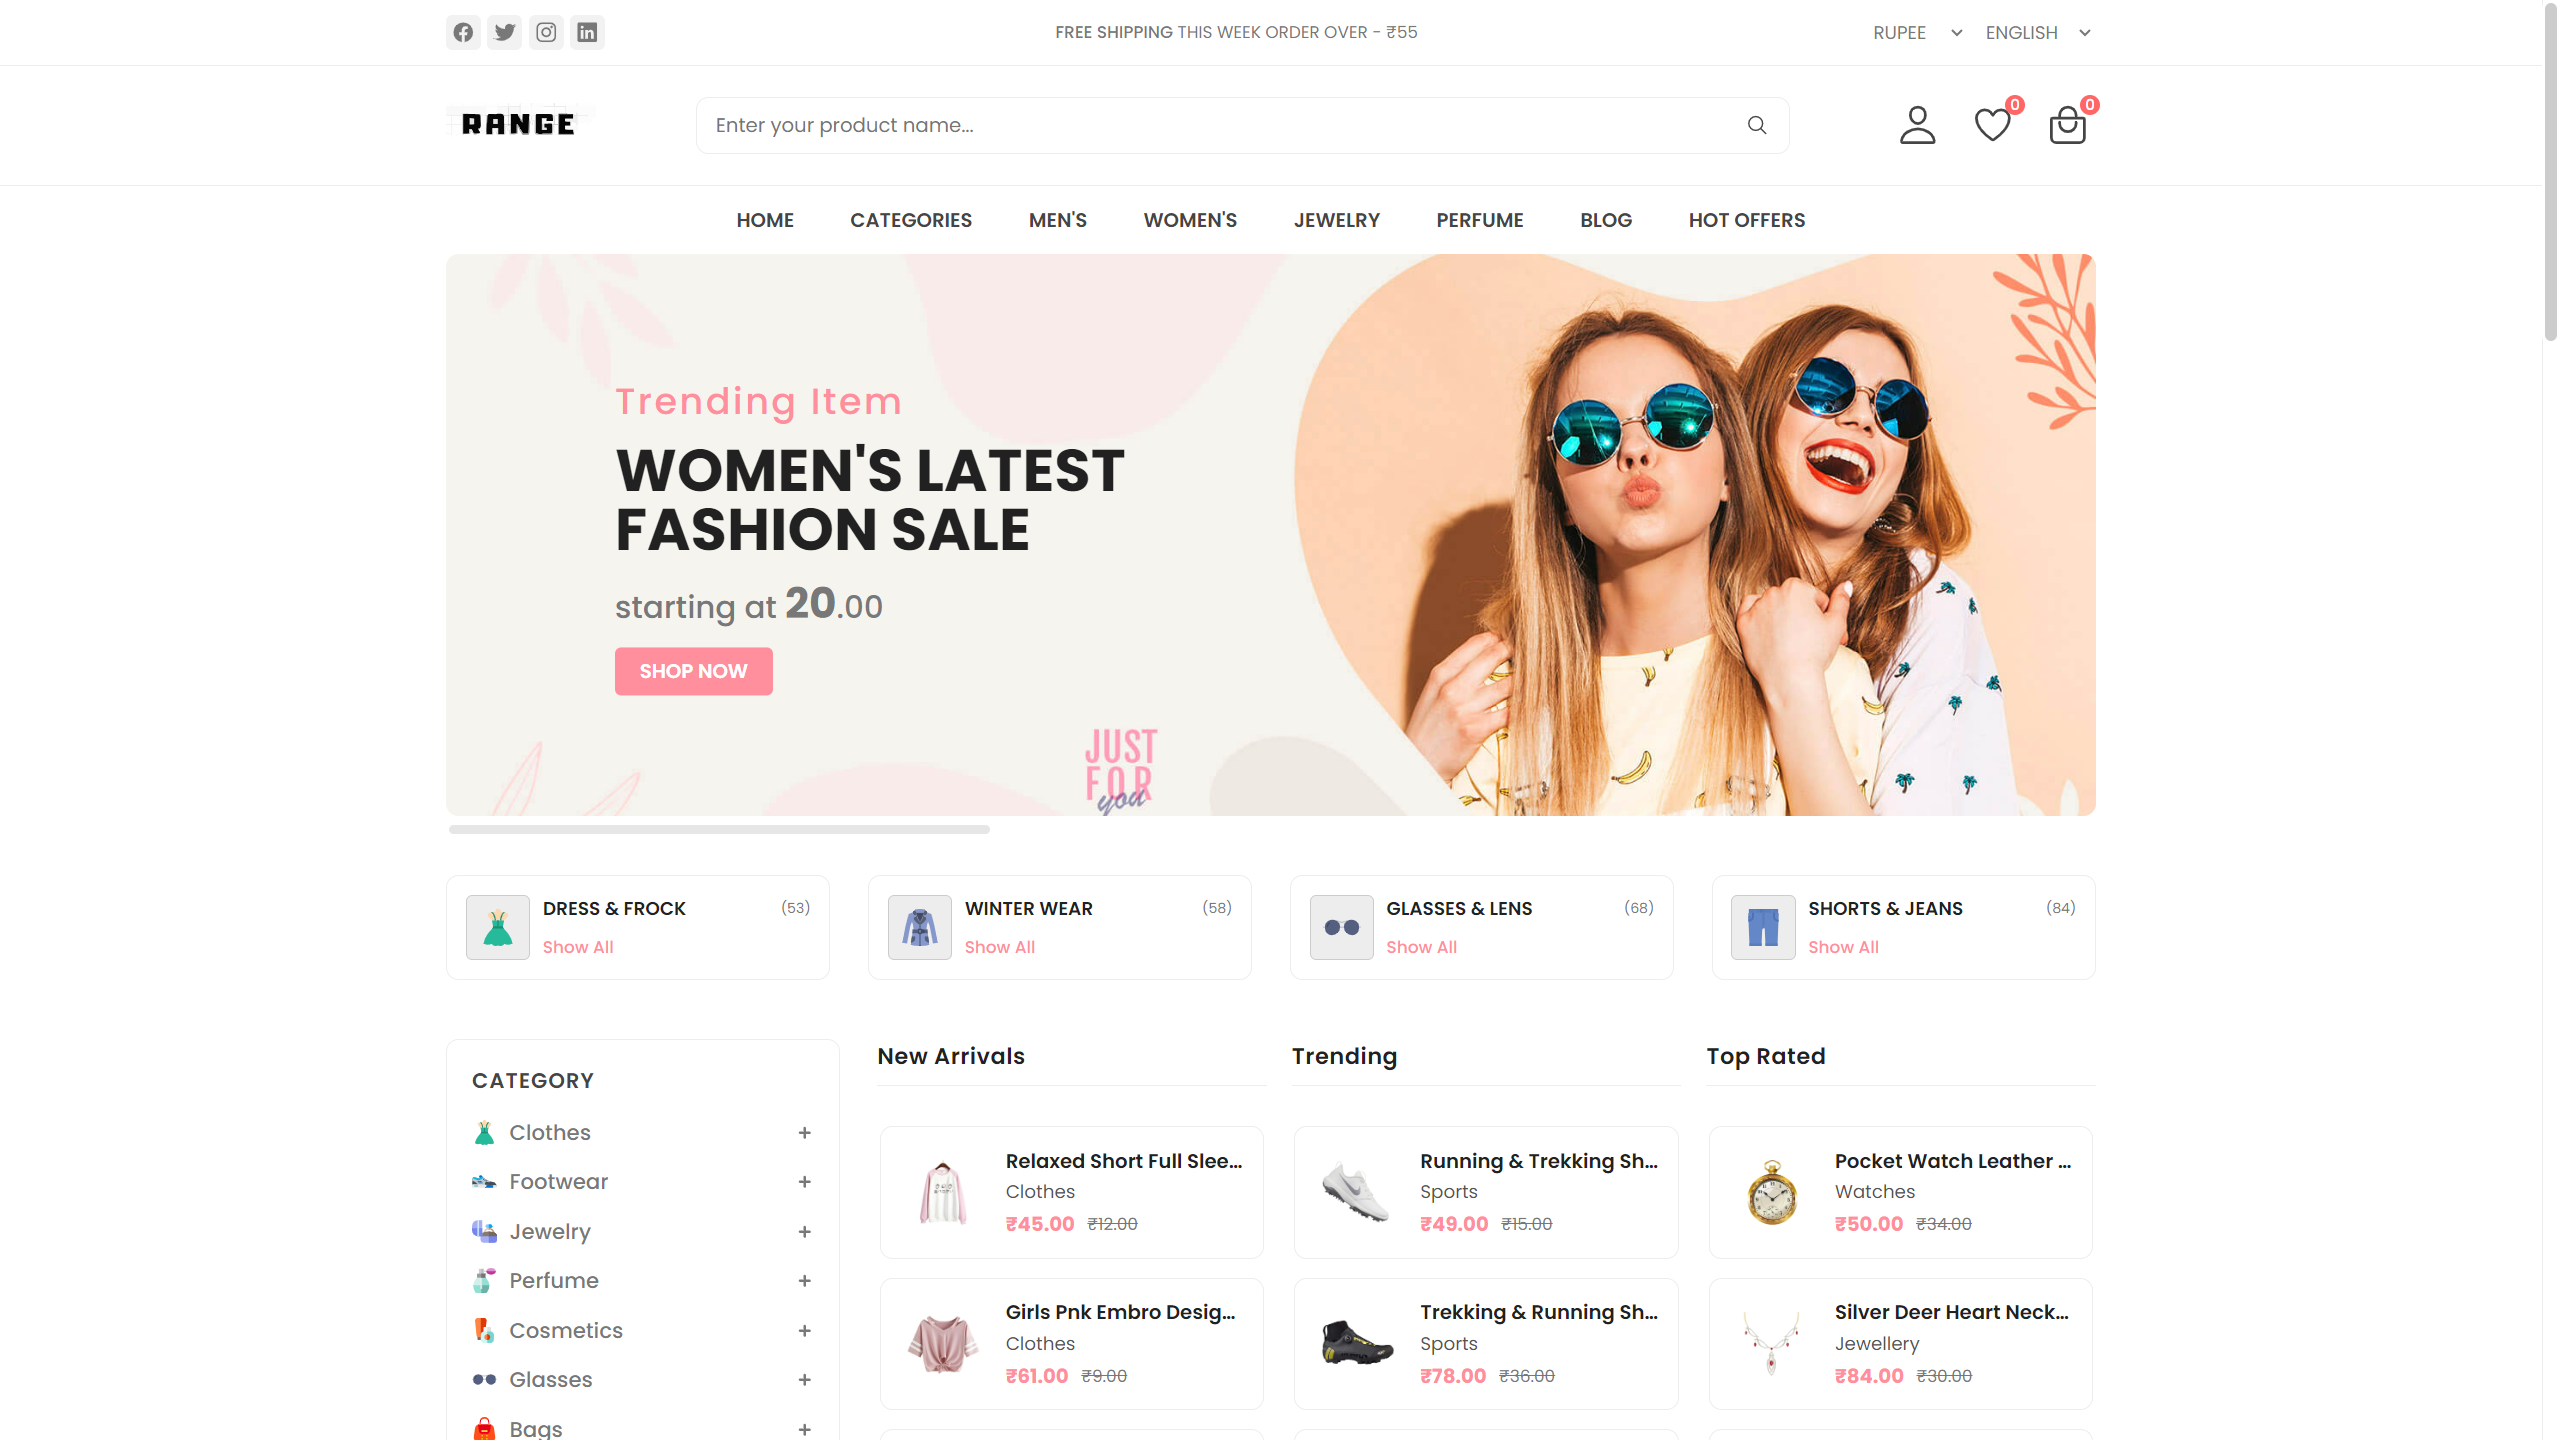 FREE SHIPPING THIS WEEK ORDER OVER - ₹55
RUPEE
ENGLISH
RANGE
Enter your product name...
0
0
HOME
CATEGORIES
MEN'S
WOMEN'S
JEWELRY
PERFUME
BLOG
HOT OFFERS
Trending Item
WOMEN'S LATEST
FASHION SALE
starting at 20.00
SHOP NOW
JUST
FOR
you
DRESS & FROCK
(53)
Show All
WINTER WEAR
(58)
Show All
GLASSES & LENS
(68)
Show All
SHORTS & JEANS
(84)
Show All
CATEGORY
Clothes +
Footwear +
Jewelry +
Perfume +
Cosmetics +
Glasses +
Bags +
New Arrivals
Relaxed Short Full Slee...
Clothes
₹45.00 ₹12.00
Girls Pnk Embro Desig...
Clothes
₹61.00 ₹9.00
Trending
Running & Trekking Sh...
Sports
₹49.00 ₹15.00
Trekking & Running Sh...
Sports
₹78.00 ₹36.00
Top Rated
Pocket Watch Leather ...
Watches
₹50.00 ₹34.00
Silver Deer Heart Neck...
Jewellery
₹84.00 ₹30.00